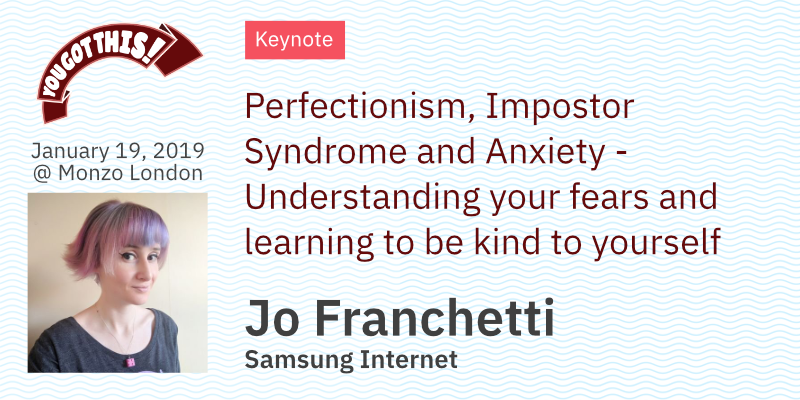 YOU GOT THIS!
January 19, 2019
@ Monzo London
Keynote
Perfectionism, Impostor
Syndrome and Anxiety -
Understanding your fears and
learning to be kind to yourself
Jo Franchetti
Samsung Internet